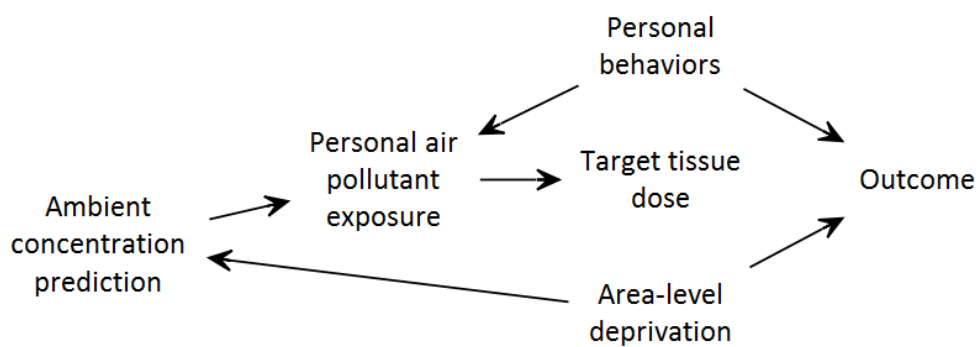 Personal
behaviors
Personal air
pollutant
exposure
Target tissue
dose
Outcome
Ambient
concentration
prediction
Area-level
deprivation